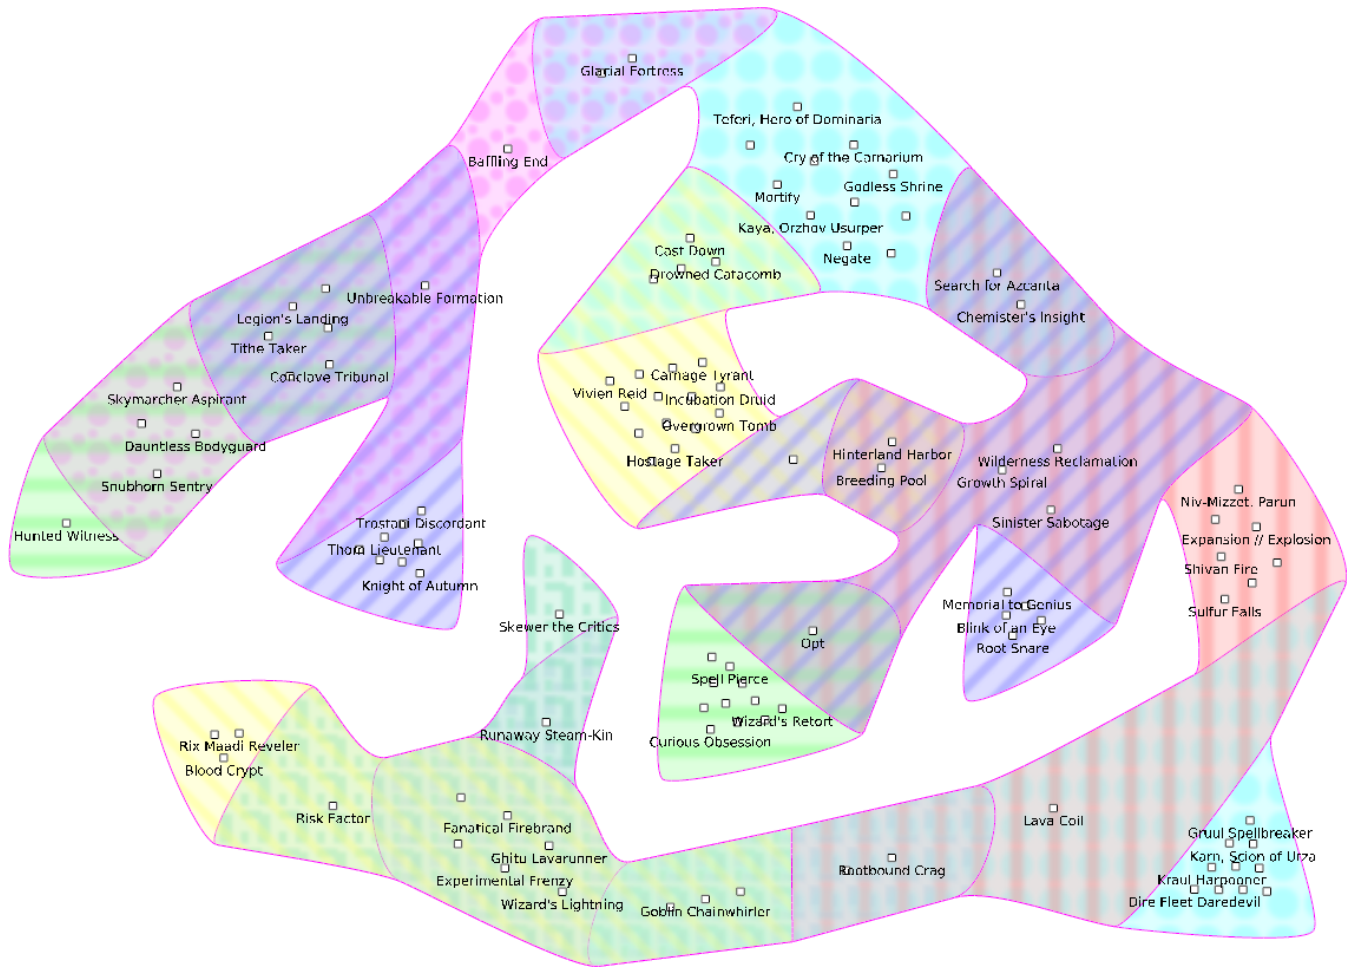 Glacial Fortress
Teferi, Hero of Dominaria
Baffling End
Cry of the Carnarium
Mortify
Godless Shrine
Kaya, Orzhov Usurper
Cast Down
Negate
Drowned Catacomb
Search for Azcanta
Unbreakable Formation
Legion's Landing
Chemister's Insight
Tithe Taker
Conclave Tribunal
Carnage Tyrant
Vivien Reid
Incubation Druid
Skymarcher Aspirant
Overgrown Tomb
Dauntless Bodyguard
Hinterland Harbor
Hostage Taker
Wilderness Reclamation
Breeding Pool
Growth Spiral
Snubhorn Sentry
Niv-Mizzet, Parun
Trostani Discordant
Sinister Sabotage
Hunted Witness
Expansion // Explosion
Thorn Lieutenant
Shivan Fire
Knight of Autumn
Memorial to Genius
Sulfur Falls
Skewer the Critics
Blink of an Eye
Opt
Root Snare
Spell Pierce
Wizard's Retort
Runaway Steam-Kin
Curious Obsession
Rix Maadi Reveler
Blood Crypt
Risk Factor
Lava Coil
Fanatical Firebrand
Gruul Spellbreaker
Ghitu Lavarunner
Karn, Scion of Urza
Rootbound Crag
Experimental Frenzy
Kraul Harpooner
Wizard's Lightning
Dire Fleet Daredevil
Goblin Chainwhirler